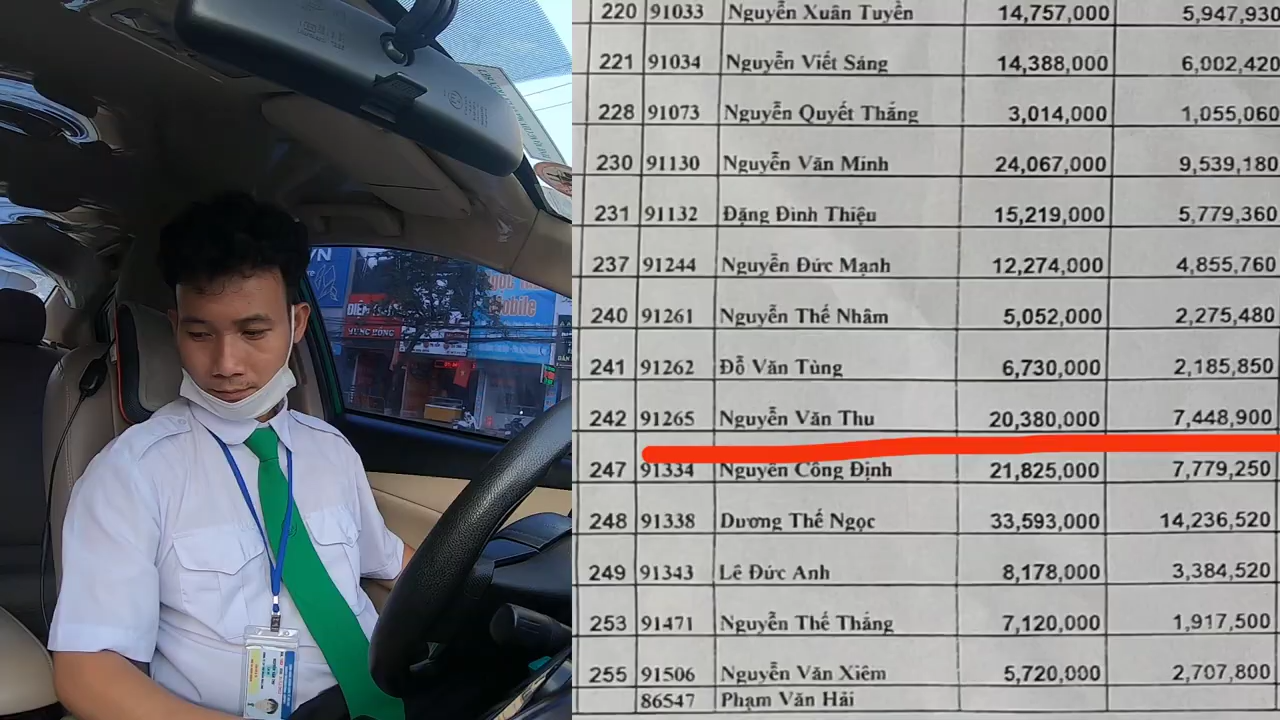 VN
ĐIỆN
HÙNG DŨNG
Mobile
220 91033 Nguyễn Xuân Tuyền 14,757,000 5,947,930
221 91034 Nguyễn Viết Sáng 14,388,000 6,002,420
228 91073 Nguyễn Quyết Thắng 3,014,000 1,055,060
230 91130 Nguyễn Văn Minh 24,067,000 9,539,180
231 91132 Đặng Đình Thiệu 15,219,000 5,779,360
237 91244 Nguyễn Đức Mạnh 12,274,000 4,855,760
240 91261 Nguyễn Thế Nhâm 5,052,000 2,275,480
241 91262 Đỗ Văn Tùng 6,730,000 2,185,850
242 91265 Nguyễn Văn Thu 20,380,000 7,448,900
247 91334 Nguyễn Công Định 21,825,000 7,779,250
248 91338 Dương Thế Ngọc 33,593,000 14,236,520
249 91343 Lê Đức Anh 8,178,000 3,384,520
253 91471 Nguyễn Thế Thắng 7,120,000 1,917,500
255 91506 Nguyễn Văn Xiêm 5,720,000 2,707,800
86547 Phạm Văn Hải